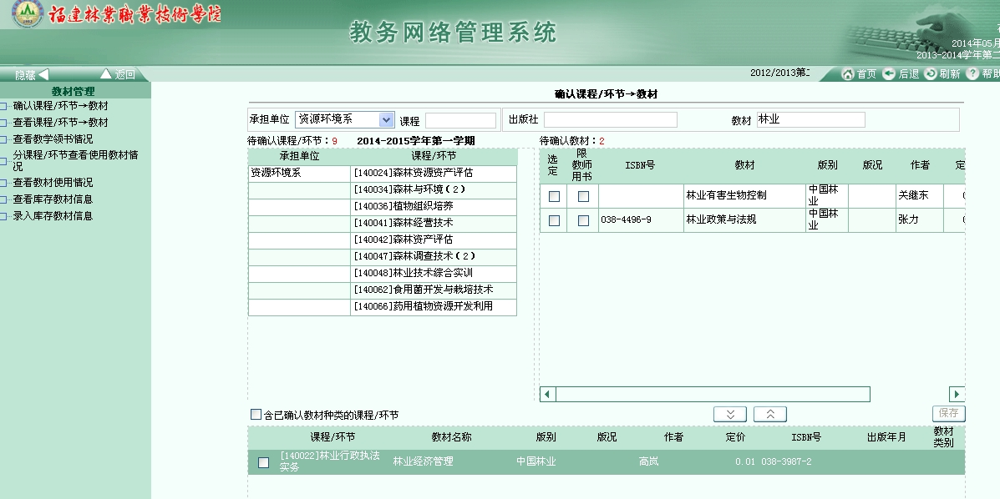 福建林業職業技術學院
教务网络管理系统
2014年05月
2013-2014学年第二
隐藏 返回 2012/2013第二 首页 后退 刷新 帮助
教材管理
确认课程/环节→教材
查看课程/环节→教材
查看教学领书情况
分课程/环节查看使用教材情
况
查看教材使用情况
查看库存教材信息
录入库存教材信息
确认课程/环节→教材
承担单位 资源环境系 课程 出版社 教材 林业
待确认课程/环节：9 2014-2015学年第一学期 待确认教材：2
承担单位 课程/环节
资源环境系 [140024]森林资源资产评估
[140034]森林与环境(2)
[140036]植物组织培养
[140041]森林经营技术
[140042]森林资产评估
[140047]森林调查技术(2)
[140048]林业技术综合实训
[140062]食用菌开发与栽培技术
[140066]药用植物资源开发利用
选定 限教师用书 ISBN号 教材 版别 版况 作者 定
林业有害生物控制 中国林业 关继东
038-4496-9 林业政策与法规 中国林业 张力
含已确认教材种类的课程/环节 保存
课程/环节 教材名称 版别 版况 作者 定价 ISBN号 出版年月 教材类别
[140022]林业行政执法实务 林业经济管理 中国林业 高岚 0.01 038-3987-2